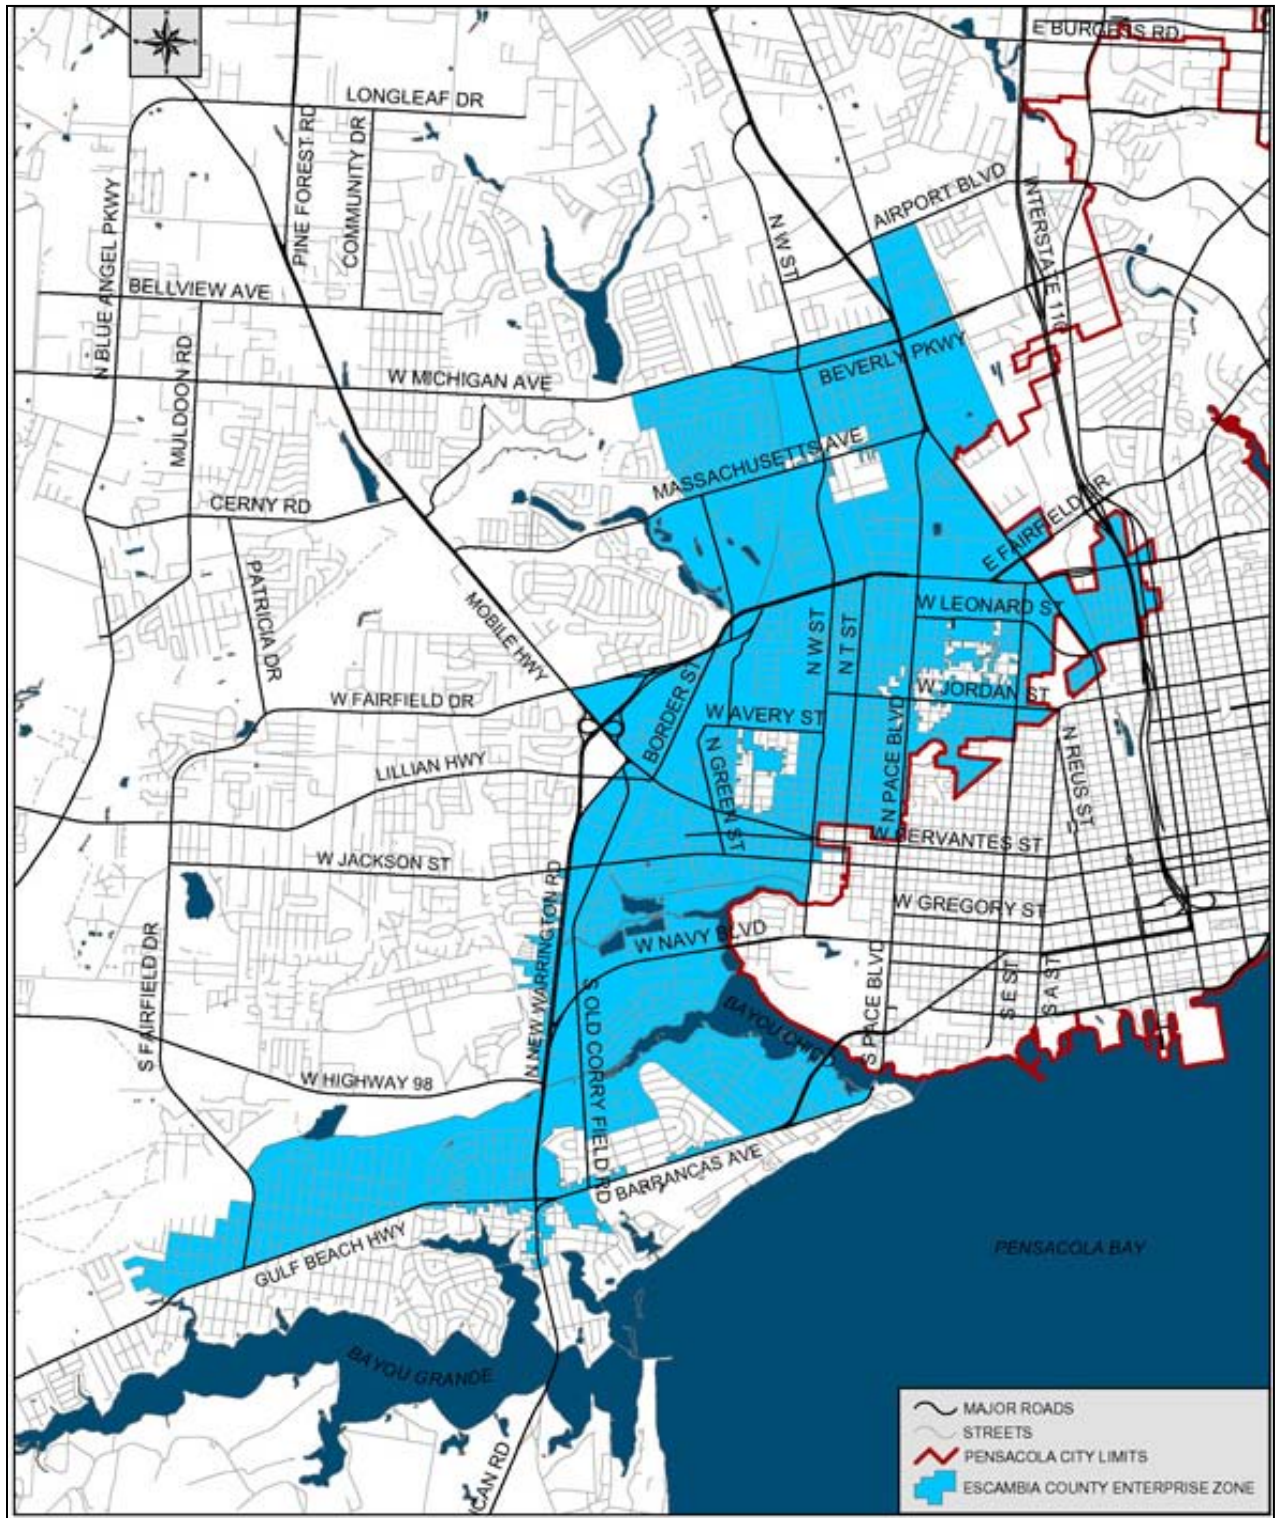 E BURGESS RD
LONGLEAF DR
PINE FOREST RD
COMMUNITY DR
N BLUE ANGEL PKWY
AIRPORT BLVD
INTERSTATE 110
N W ST
BELLVIEW AVE
MULDOON RD
W MICHIGAN AVE
BEVERLY PKWY
MASSACHUSETTS AVE
CERNY RD
E FAIRFIELD DR
PATRICIA DR
MOBILE HWY
W LEONARD ST
N W ST
N T ST
W FAIRFIELD DR
BORDER ST
W JORDAN ST
W AVERY ST
N GREEN ST
N PACE BLVD
N REUS ST
LILLIAN HWY
W CERVANTES ST
W JACKSON ST
N NEW WARRINGTON RD
W GREGORY ST
W NAVY BLVD
S FAIRFIELD DR
S OLD CORRY FIELD RD
BAYOU CHICO
S PACE BLVD
S E ST
S A ST
W HIGHWAY 98
BARRANCAS AVE
GULF BEACH HWY
PENSACOLA BAY
BAYOU GRANDE
MAJOR ROADS
STREETS
PENSACOLA CITY LIMITS
ESCAMBIA COUNTY ENTERPRISE ZONE